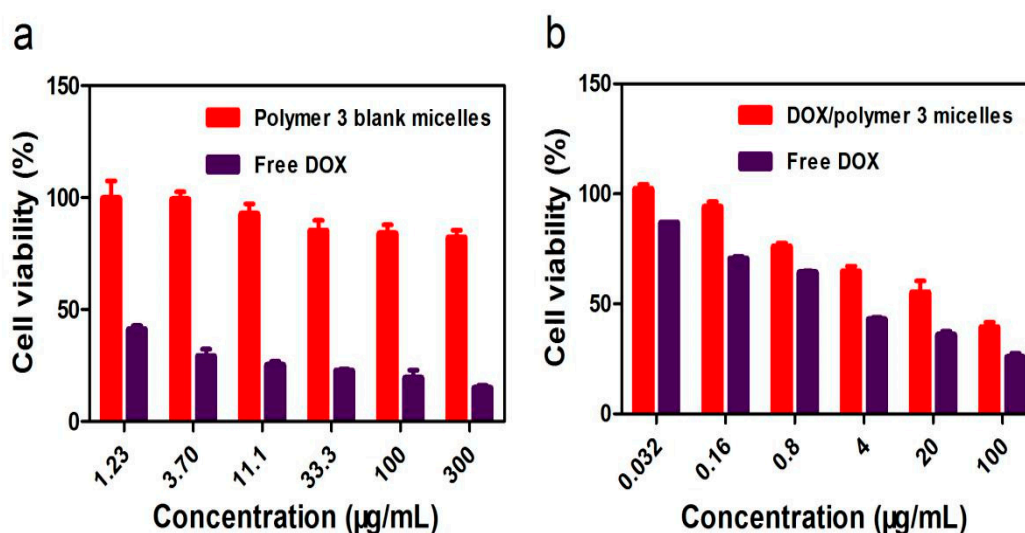 a
150
100
50
0
Cell viability (%)
Polymer 3 blank micelles
Free DOX
1.23
3.70
11.1
33.3
100
300
Concentration (µg/mL)
b
150
100
50
0
Cell viability (%)
DOX/polymer 3 micelles
Free DOX
0.032
0.16
0.8
4
20
100
Concentration (µg/mL)